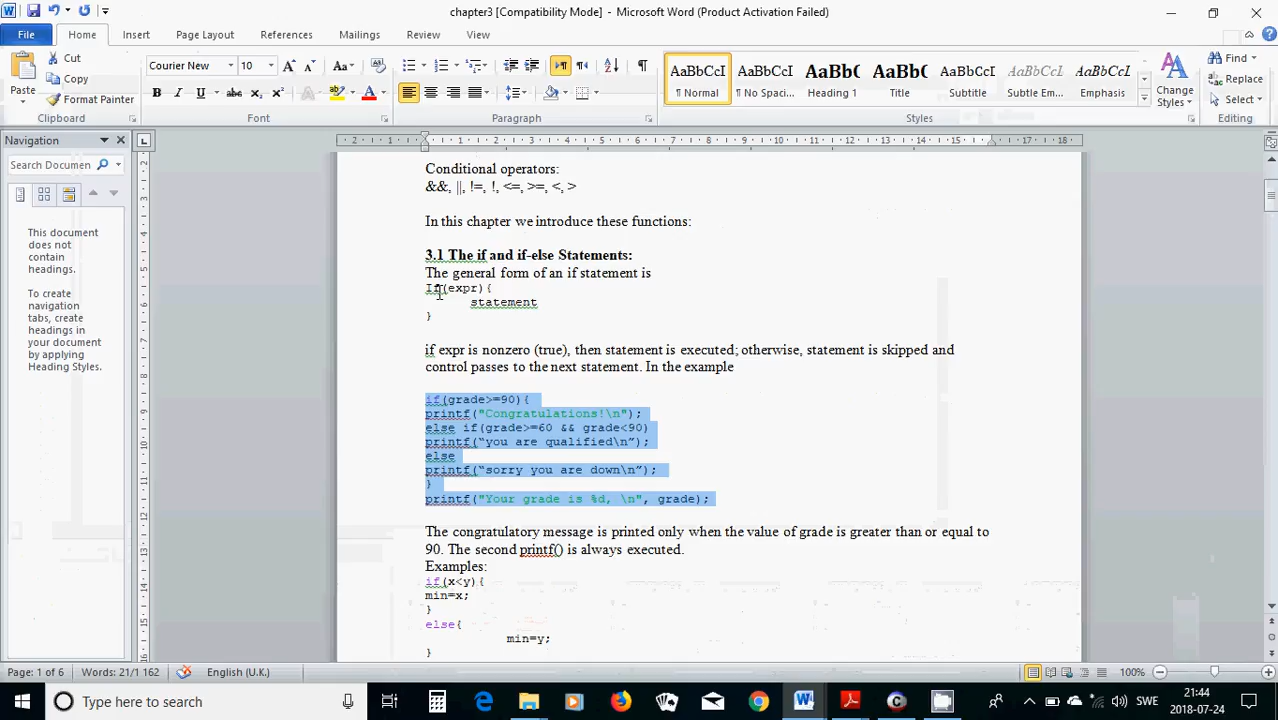 chapter3 [Compatibility Mode] - Microsoft Word (Product Activation Failed)
File Home Insert Page Layout References Mailings Review View
Paste
Cut
Copy
Format Painter
Clipboard
Courier New 10
B I U abc x₂ x²
Font
Paragraph
AaBbCcI AaBbCcI AaBbC AaBbC AaBbCcI AaBbCcI AaBbCcI
¶ Normal ¶ No Spaci... Heading 1 Title Subtitle Subtle Em... Emphasis
Change Styles
Styles
Find
Replace
Select
Editing
Navigation
Search Documen
This document
does not
contain
headings.
To create
navigation
tabs, create
headings in
your document
by applying
Heading Styles.
Conditional operators:
&&, ||, !=, !, <=, >=, <, >
In this chapter we introduce these functions:
3.1 The if and if-else Statements:
The general form of an if statement is
If(expr){
statement
}
if expr is nonzero (true), then statement is executed; otherwise, statement is skipped and
control passes to the next statement. In the example
if(grade>=90){
printf("Congratulations!\n");
else if(grade>=60 && grade<90)
printf(“you are qualified\n”);
else
printf(“sorry you are down\n”);
}
printf("Your grade is %d, \n", grade);
The congratulatory message is printed only when the value of grade is greater than or equal to
90. The second printf() is always executed.
Examples:
if(x<y){
min=x;
}
else{
min=y;
}
Page: 1 of 6 Words: 21/1 162 English (U.K.) 100%
Type here to search
SWE
21:44
2018-07-24